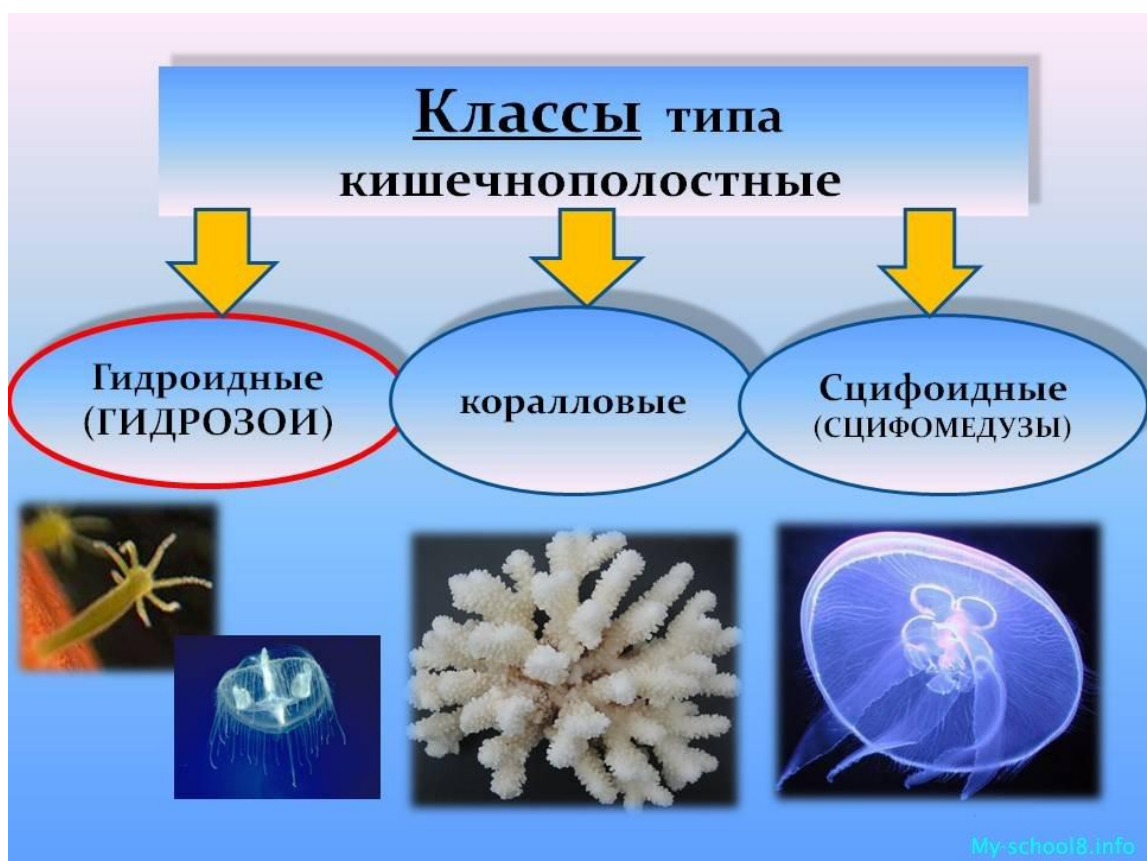 Классы типа
кишечнополостные
Гидроидные
(ГИДРОЗОИ)
коралловые
Сцифоидные
(СЦИФОМЕДУЗЫ)
My-school8.info